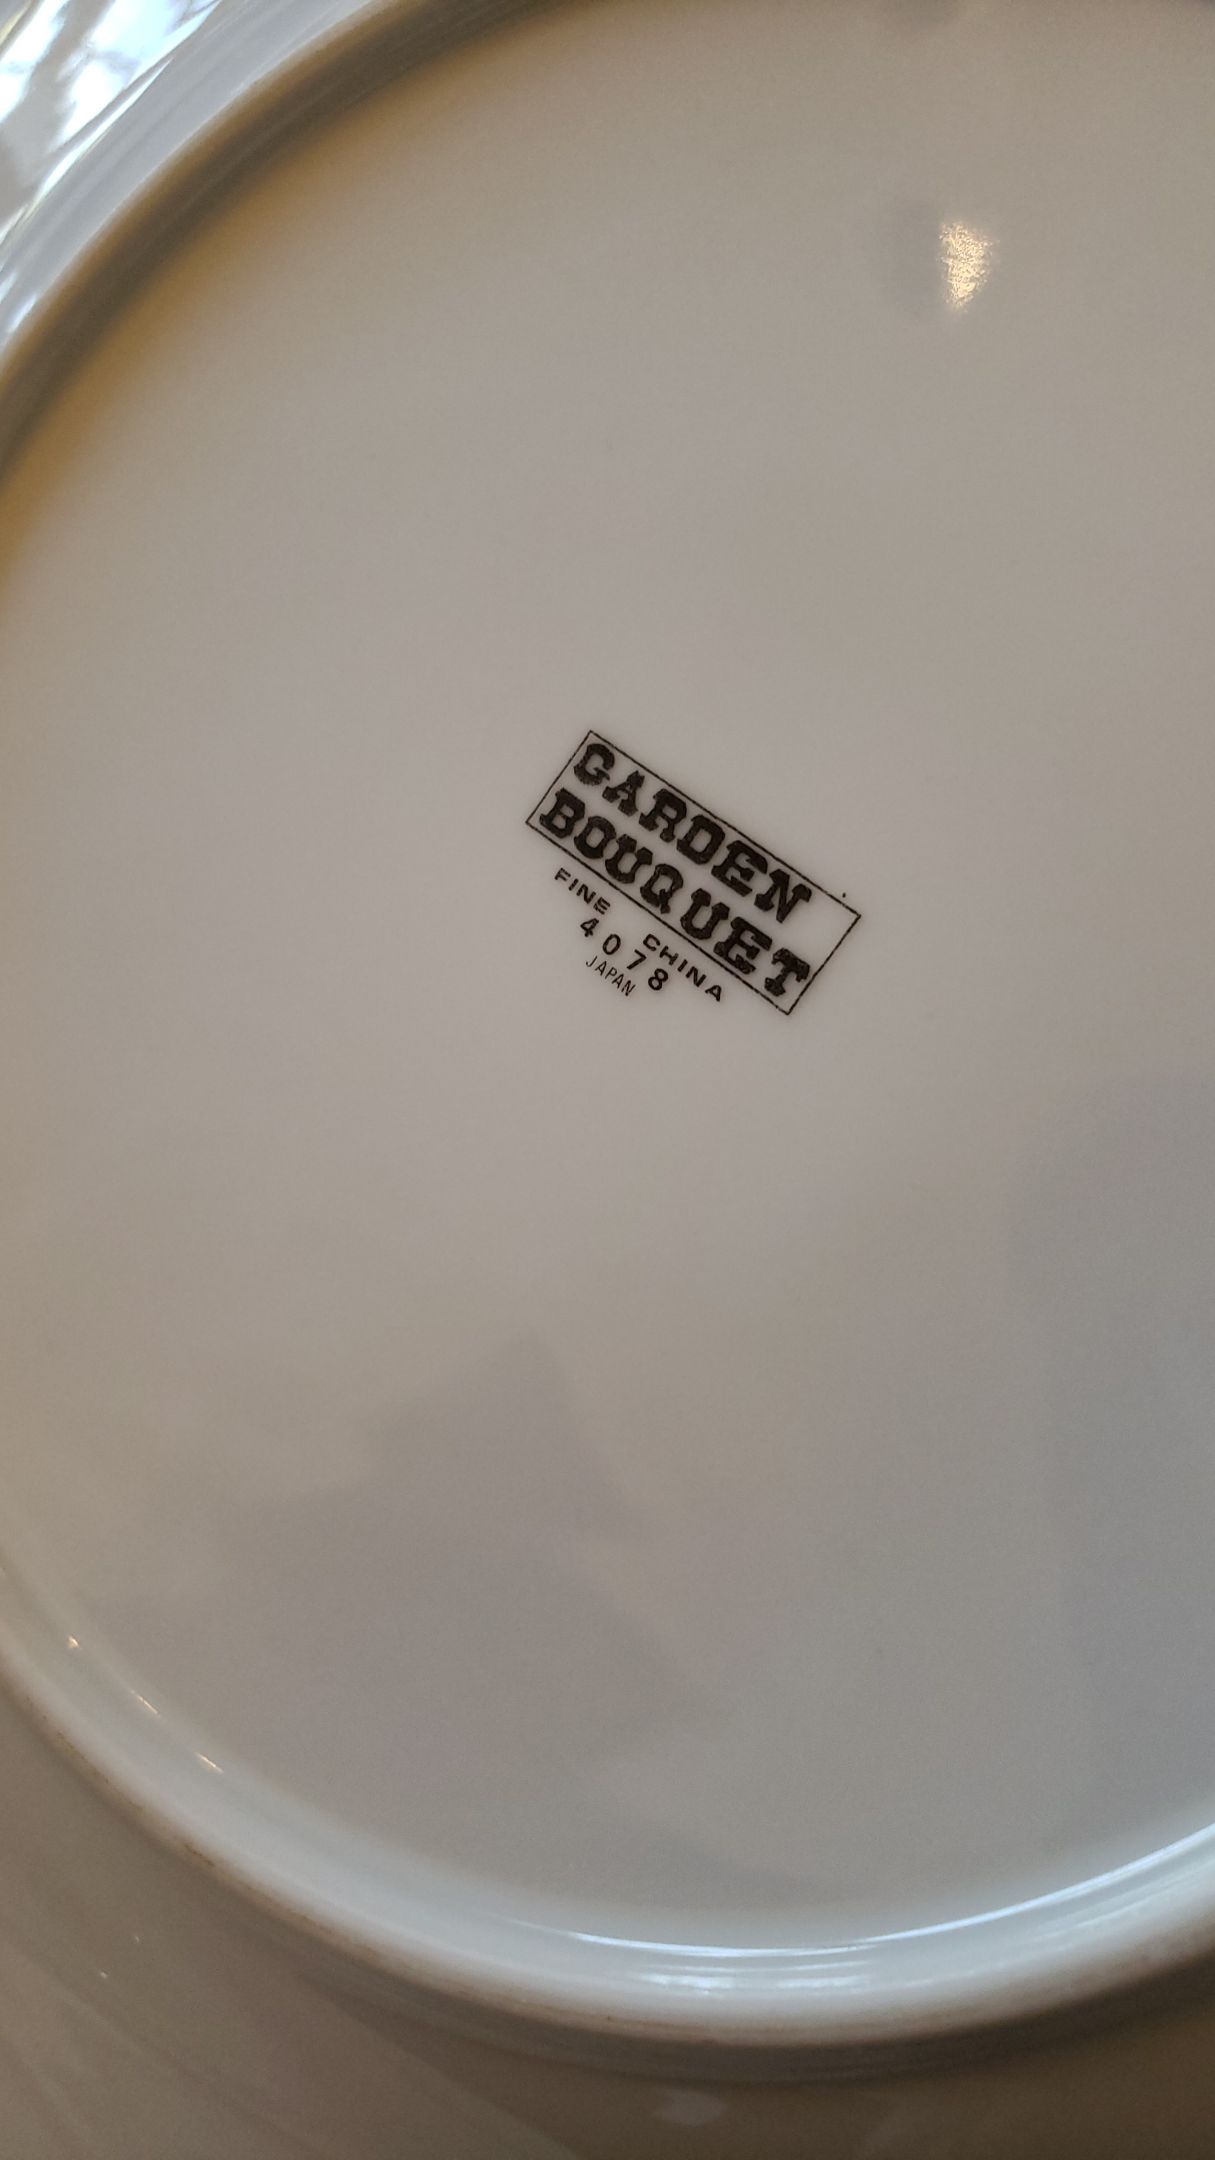 GARDEN
BOUQUET
FINE CHINA
4078
JAPAN